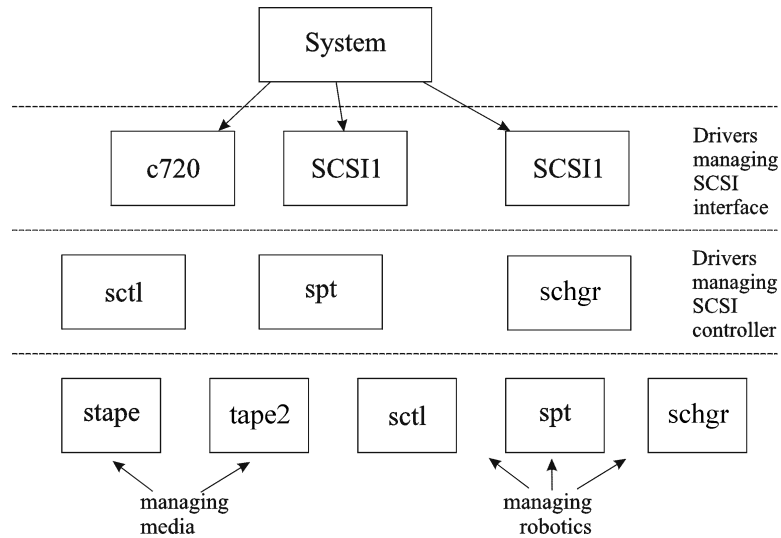 System
c720
SCSI1
SCSI1
Drivers
managing
SCSI
interface
sctl
spt
schgr
Drivers
managing
SCSI
controller
stape
tape2
sctl
spt
schgr
managing
media
managing
robotics